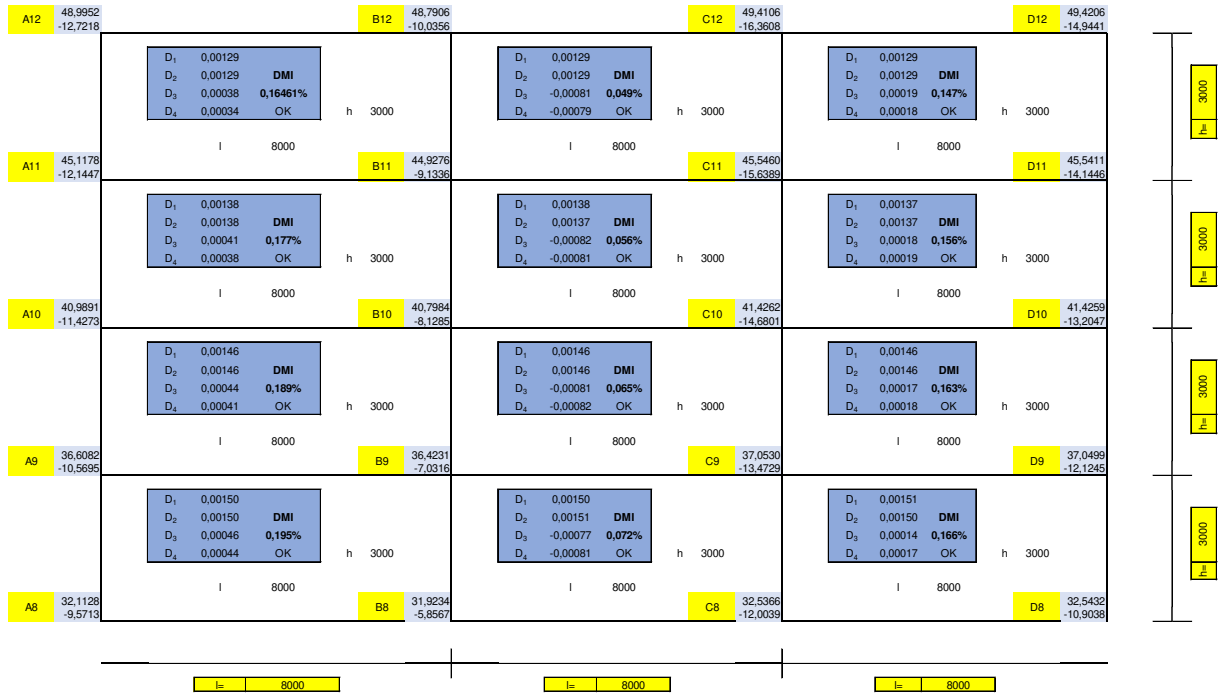 A12 48,9952 B12 48,7906 C12 49,4106 D12 49,4206
-12,7218 -10,0356 -16,3608 -14,9441
D₁ 0,00129 D₁ 0,00129 D₁ 0,00129
D₂ 0,00129 DMI D₂ 0,00129 DMI D₂ 0,00129 DMI
D₃ 0,00038 0,16461% D₃ -0,00081 0,049% D₃ 0,00019 0,147%
D₄ 0,00034 OK h 3000 D₄ -0,00079 OK h 3000 D₄ 0,00018 OK h 3000
h= 3000
l 8000 l 8000 l 8000
A11 45,1178 B11 44,9276 C11 45,5460 D11 45,5411
-12,1447 -9,1336 -15,6389 -14,1446
D₁ 0,00138 D₁ 0,00138 D₁ 0,00137
D₂ 0,00138 DMI D₂ 0,00137 DMI D₂ 0,00137 DMI
D₃ 0,00041 0,177% D₃ -0,00082 0,056% D₃ 0,00018 0,156%
D₄ 0,00038 OK h 3000 D₄ -0,00081 OK h 3000 D₄ 0,00019 OK h 3000
h= 3000
l 8000 l 8000 l 8000
A10 40,9891 B10 40,7984 C10 41,4262 D10 41,4259
-11,4273 -8,1285 -14,6801 -13,2047
D₁ 0,00146 D₁ 0,00146 D₁ 0,00146
D₂ 0,00146 DMI D₂ 0,00146 DMI D₂ 0,00146 DMI
D₃ 0,00044 0,189% D₃ -0,00081 0,065% D₃ 0,00017 0,163%
D₄ 0,00041 OK h 3000 D₄ -0,00082 OK h 3000 D₄ 0,00018 OK h 3000
h= 3000
l 8000 l 8000 l 8000
A9 36,6082 B9 36,4231 C9 37,0530 D9 37,0499
-10,5695 -7,0316 -13,4729 -12,1245
D₁ 0,00150 D₁ 0,00150 D₁ 0,00151
D₂ 0,00150 DMI D₂ 0,00151 DMI D₂ 0,00150 DMI
D₃ 0,00046 0,195% D₃ -0,00077 0,072% D₃ 0,00014 0,166%
D₄ 0,00044 OK h 3000 D₄ -0,00081 OK h 3000 D₄ 0,00017 OK h 3000
h= 3000
l 8000 l 8000 l 8000
A8 32,1128 B8 31,9234 C8 32,5366 D8 32,5432
-9,5713 -5,8567 -12,0039 -10,9038
l= 8000 l= 8000 l= 8000